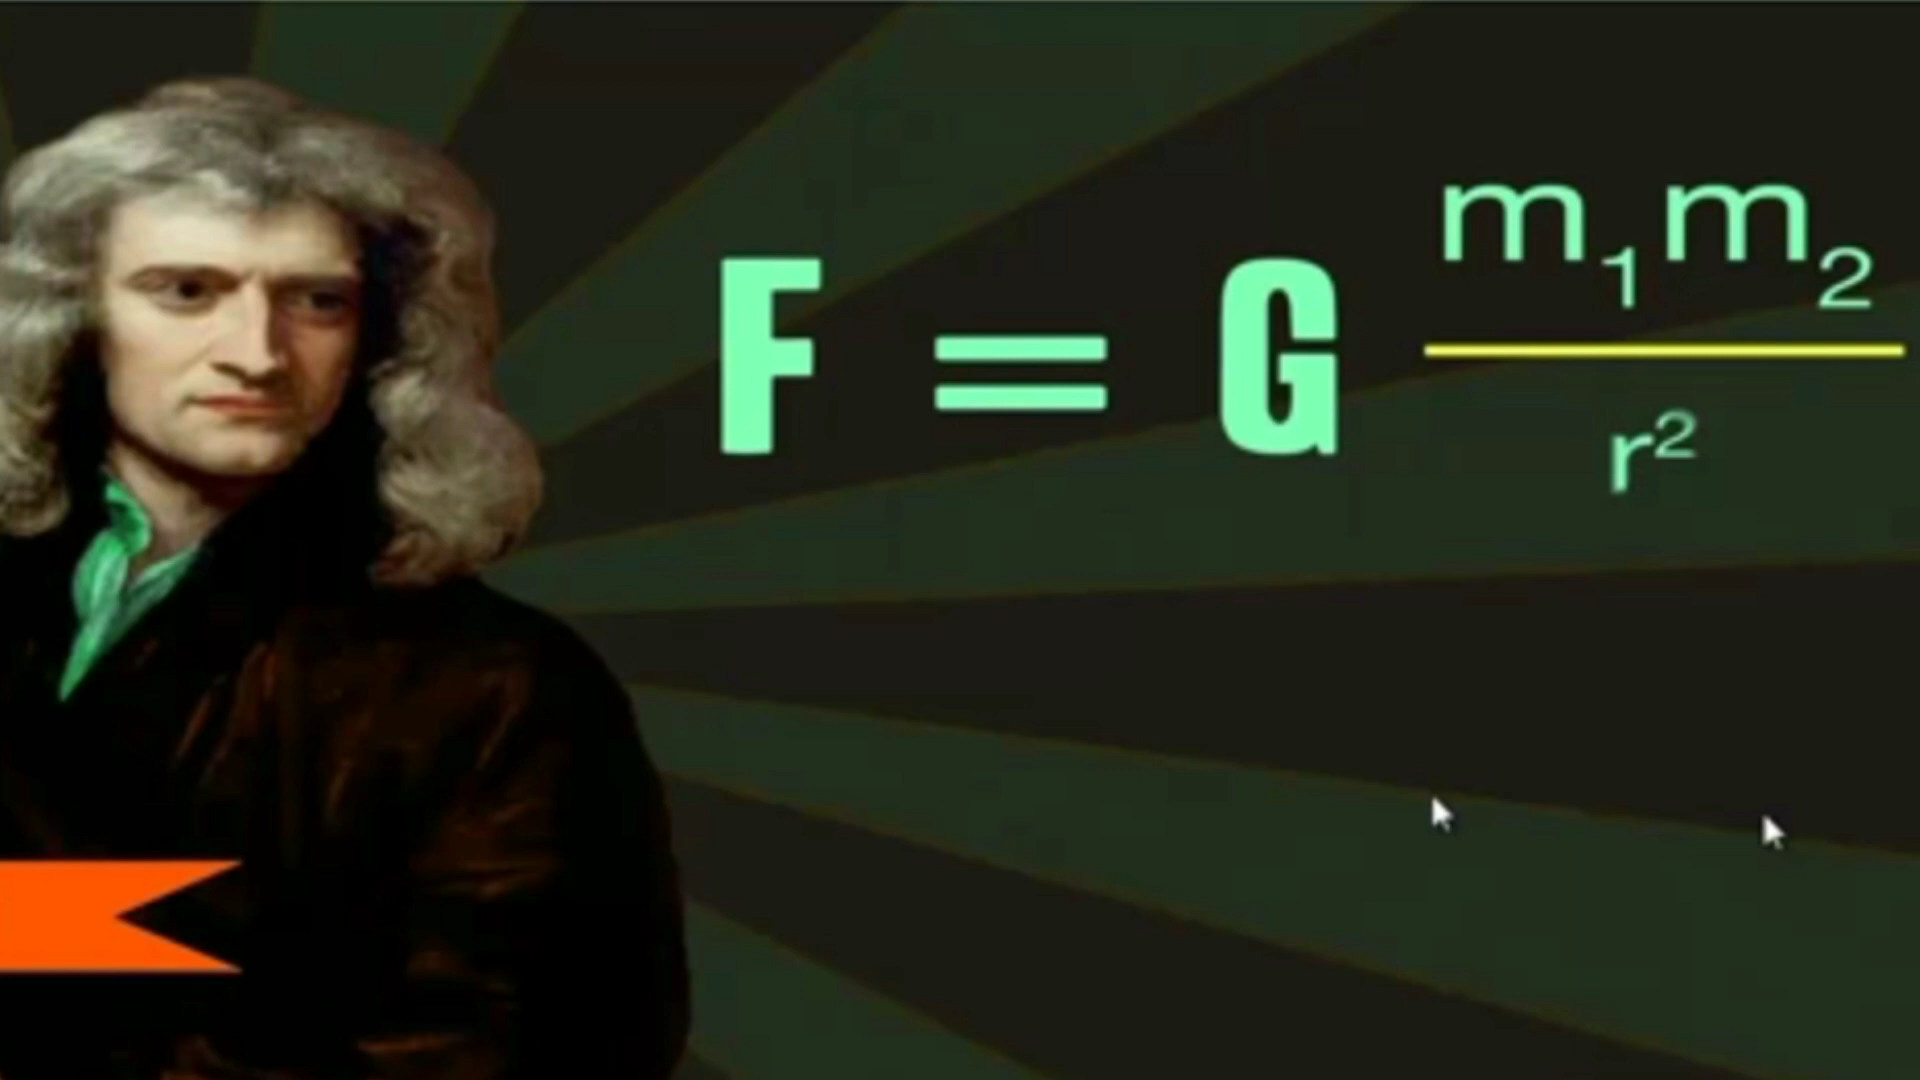 F = G m₁m₂
r²